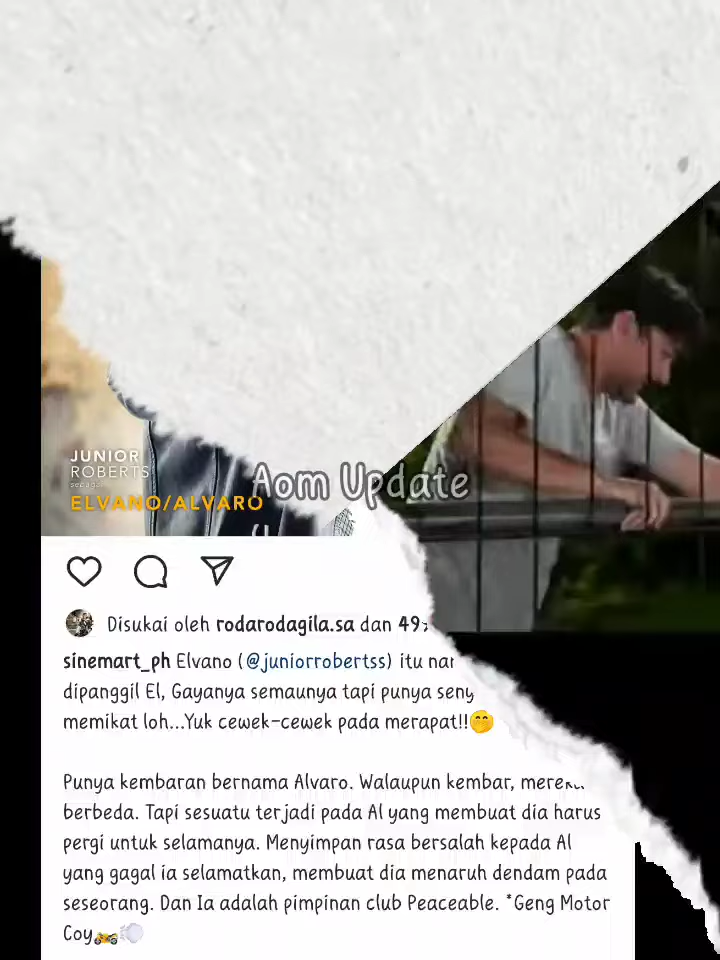 JUNIOR
ROBERTS
sebagai
ELVANO/ALVARO
Aom Update
Disukai oleh rodarodagila.sa dan 49
sinemart_ph Elvano (@juniorrobertss) itu
dipanggil El, Gayanya semaunya tapi punya
memikat loh...Yuk cewek-cewek pada merapat!!🤭
Punya kembaran bernama Alvaro. Walaupun kembar,
berbeda. Tapi sesuatu terjadi pada Al yang membuat dia harus
pergi untuk selamanya. Menyimpan rasa bersalah kepada Al
yang gagal ia selamatkan, membuat dia menaruh dendam pada
seseorang. Dan Ia adalah pimpinan club Peaceable. *Geng Motor
Coy🏍️💨